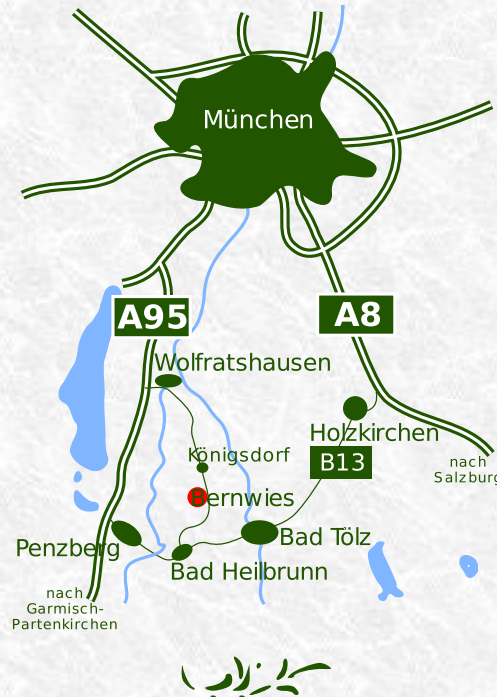 München
A95
A8
Wolfratshausen
Holzkirchen
Königsdorf
B13
nach
Salzburg
Bernwies
Bad Tölz
Penzberg
Bad Heilbrunn
nach
Garmisch-
Partenkirchen